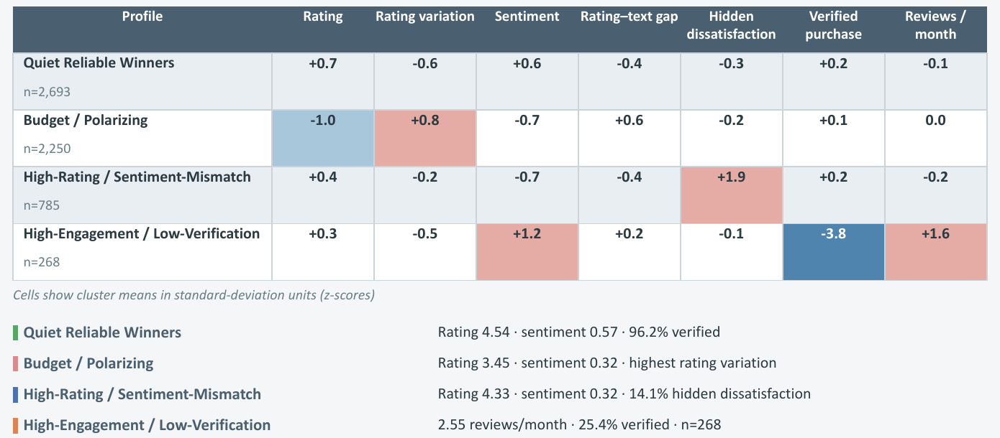 Profile Rating Rating variation Sentiment Rating–text gap Hidden dissatisfaction Verified purchase Reviews / month
Quiet Reliable Winners +0.7 -0.6 +0.6 -0.4 -0.3 +0.2 -0.1
n=2,693
Budget / Polarizing -1.0 +0.8 -0.7 +0.6 -0.2 +0.1 0.0
n=2,250
High-Rating / Sentiment-Mismatch +0.4 -0.2 -0.7 -0.4 +1.9 +0.2 -0.2
n=785
High-Engagement / Low-Verification +0.3 -0.5 +1.2 +0.2 -0.1 -3.8 +1.6
n=268
Cells show cluster means in standard-deviation units (z-scores)
Quiet Reliable Winners Rating 4.54 · sentiment 0.57 · 96.2% verified
Budget / Polarizing Rating 3.45 · sentiment 0.32 · highest rating variation
High-Rating / Sentiment-Mismatch Rating 4.33 · sentiment 0.32 · 14.1% hidden dissatisfaction
High-Engagement / Low-Verification 2.55 reviews/month · 25.4% verified · n=268